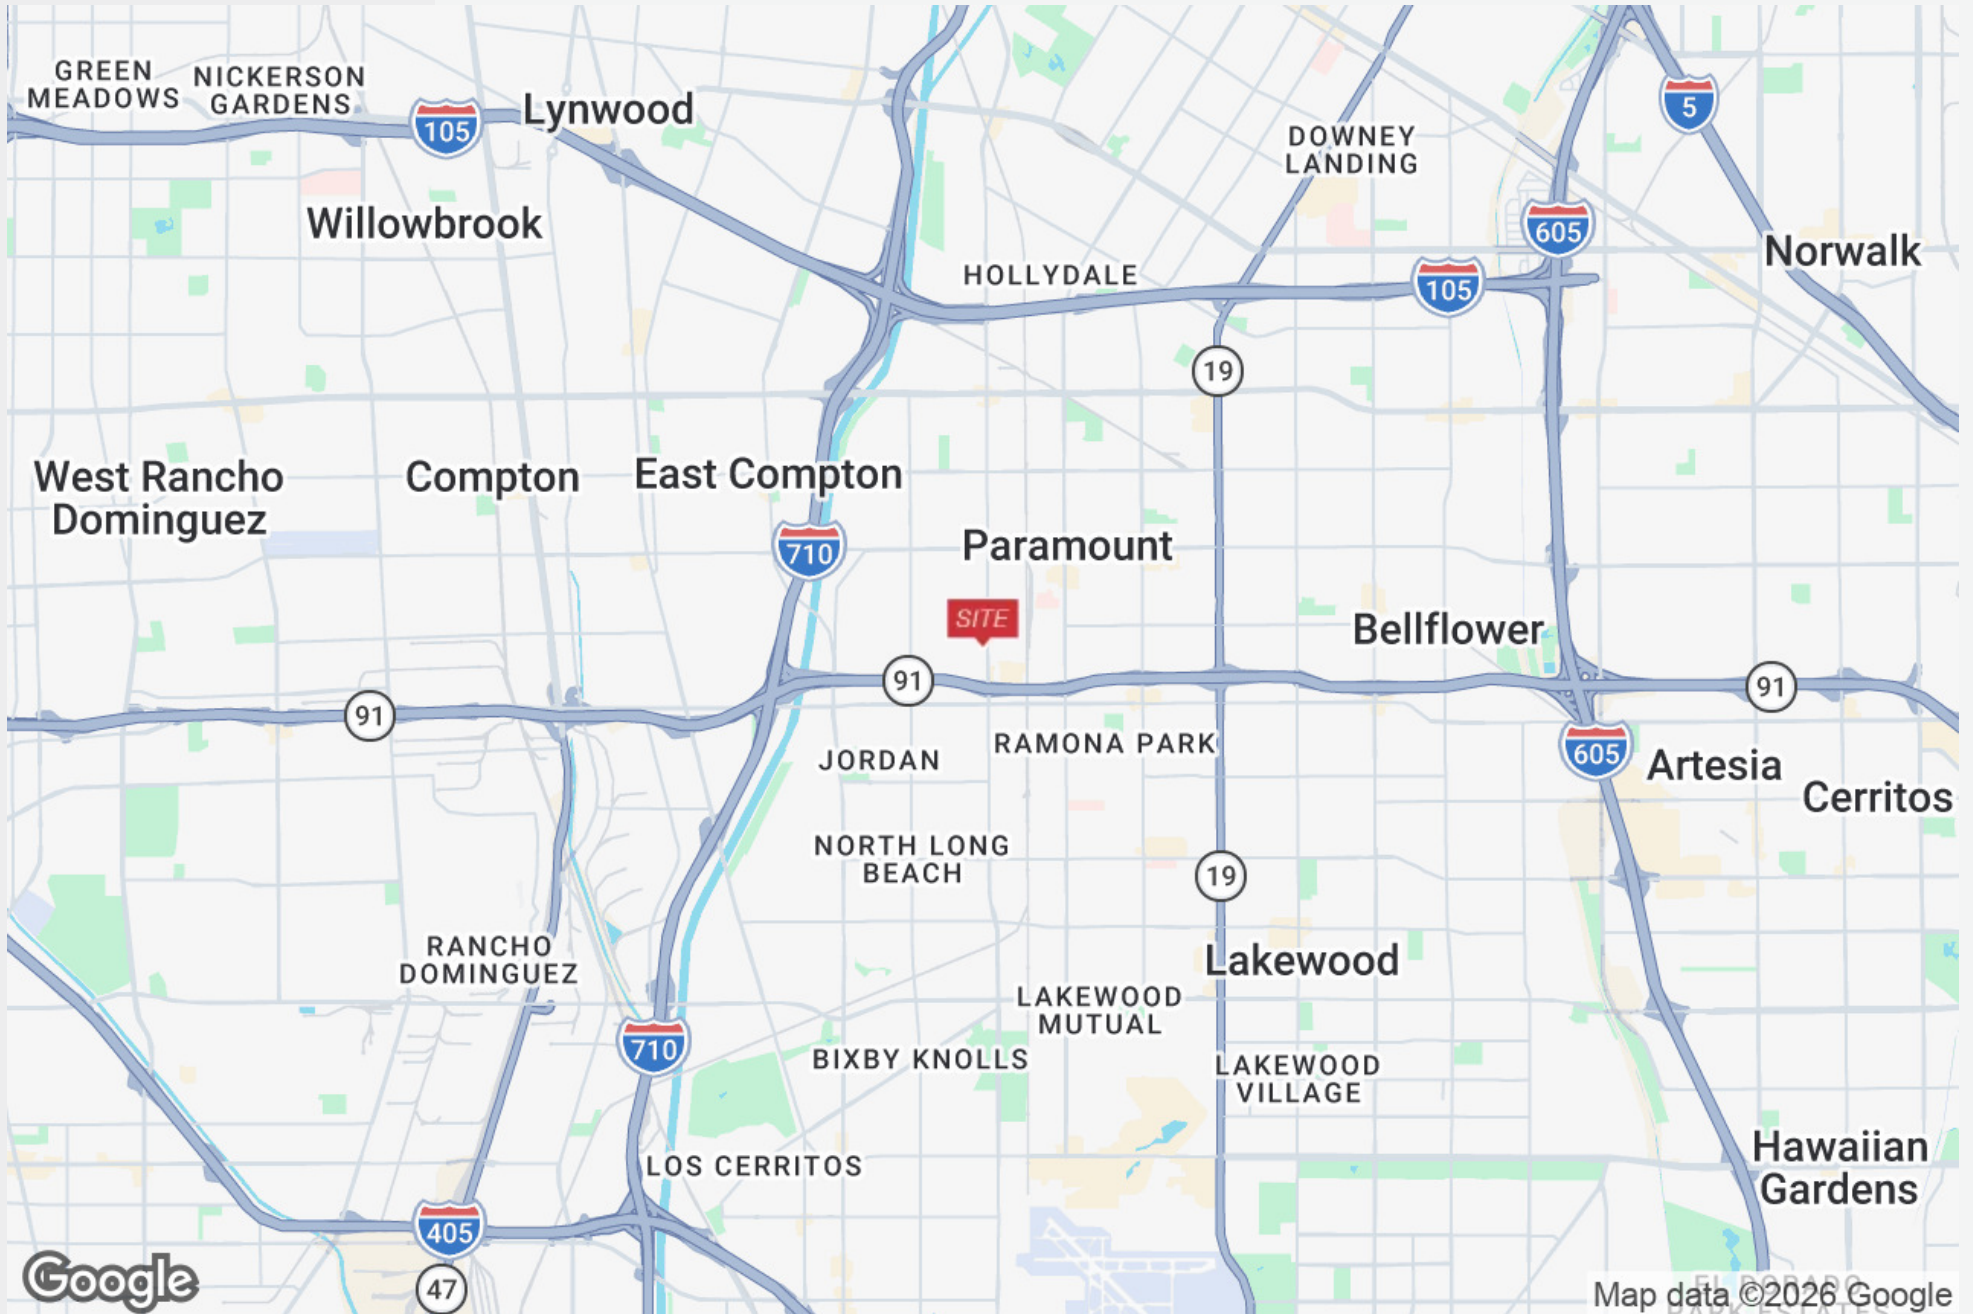 GREEN
MEADOWS
NICKERSON
GARDENS
105
Lynwood
5
DOWNEY
LANDING
Willowbrook
605
Norwalk
HOLLYDALE
105
19
West Rancho
Dominguez
Compton
East Compton
710
Paramount
SITE
Bellflower
91
91
91
JORDAN
RAMONA PARK
605
Artesia
Cerritos
NORTH LONG
BEACH
19
RANCHO
DOMINGUEZ
Lakewood
LAKEWOOD
MUTUAL
710
BIXBY KNOLLS
LAKEWOOD
VILLAGE
LOS CERRITOS
Hawaiian
Gardens
405
47
Google
EL DORADO
Map data ©2026 Google